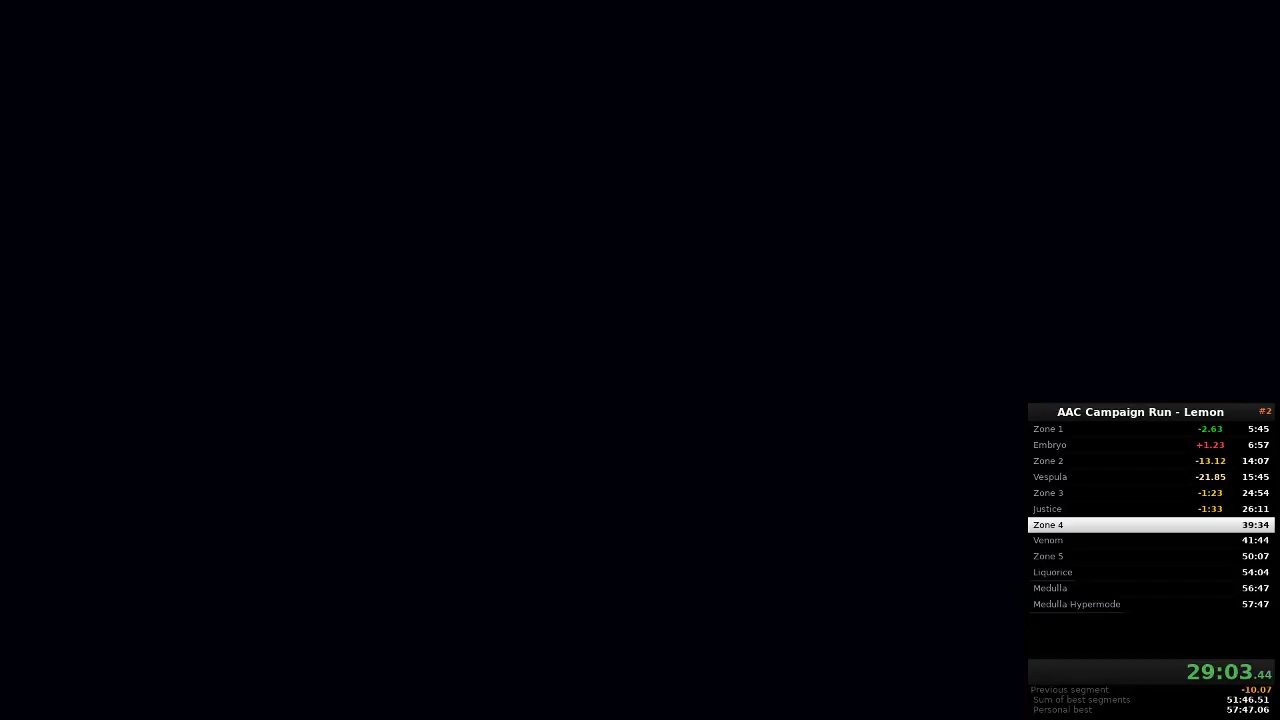 AAC Campaign Run - Lemon #2
Zone 1 -2.63 5:45
Embryo +1.23 6:57
Zone 2 -13.12 14:07
Vespula -21.85 15:45
Zone 3 -1:23 24:54
Justice -1:33 26:11
Zone 4 39:34
Venom 41:44
Zone 5 50:07
Liquorice 54:04
Medulla 56:47
Medulla Hypermode 57:47
29:03.44
Previous segment -10.07
Sum of best segments 51:46.51
Personal best 57:47.06